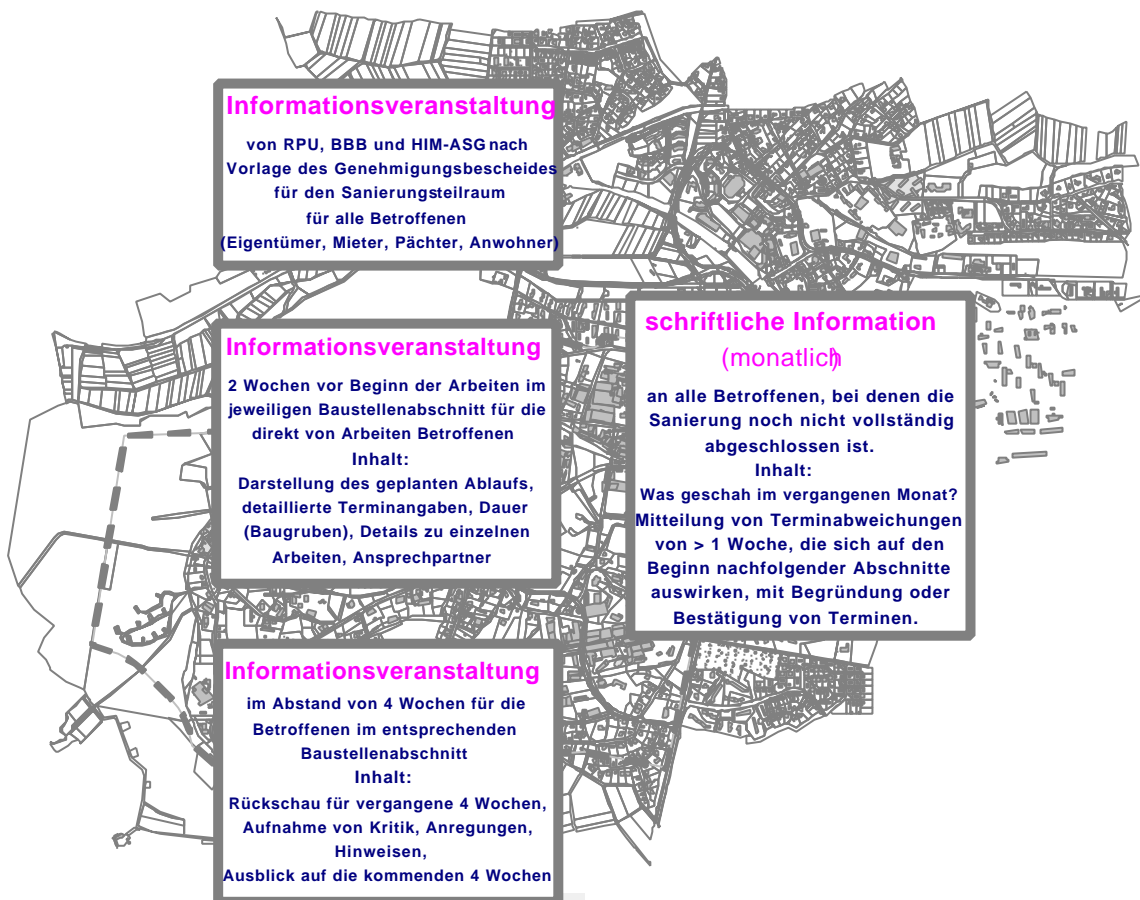 Informationsveranstaltung
von RPU, BBB und HIM-ASG nach
Vorlage des Genehmigungsbescheides
für den Sanierungsteilraum
für alle Betroffenen
(Eigentümer, Mieter, Pächter, Anwohner)
Informationsveranstaltung
2 Wochen vor Beginn der Arbeiten im
jeweiligen Baustellenabschnitt für die
direkt von Arbeiten Betroffenen
Inhalt:
Darstellung des geplanten Ablaufs,
detaillierte Terminangaben, Dauer
(Baugruben), Details zu einzelnen
Arbeiten, Ansprechpartner
Informationsveranstaltung
im Abstand von 4 Wochen für die
Betroffenen im entsprechenden
Baustellenabschnitt
Inhalt:
Rückschau für vergangene 4 Wochen,
Aufnahme von Kritik, Anregungen,
Hinweisen,
Ausblick auf die kommenden 4 Wochen
schriftliche Information
(monatlich)
an alle Betroffenen, bei denen die
Sanierung noch nicht vollständig
abgeschlossen ist.
Inhalt:
Was geschah im vergangenen Monat?
Mitteilung von Terminabweichungen
von > 1 Woche, die sich auf den
Beginn nachfolgender Abschnitte
auswirken, mit Begründung oder
Bestätigung von Terminen.